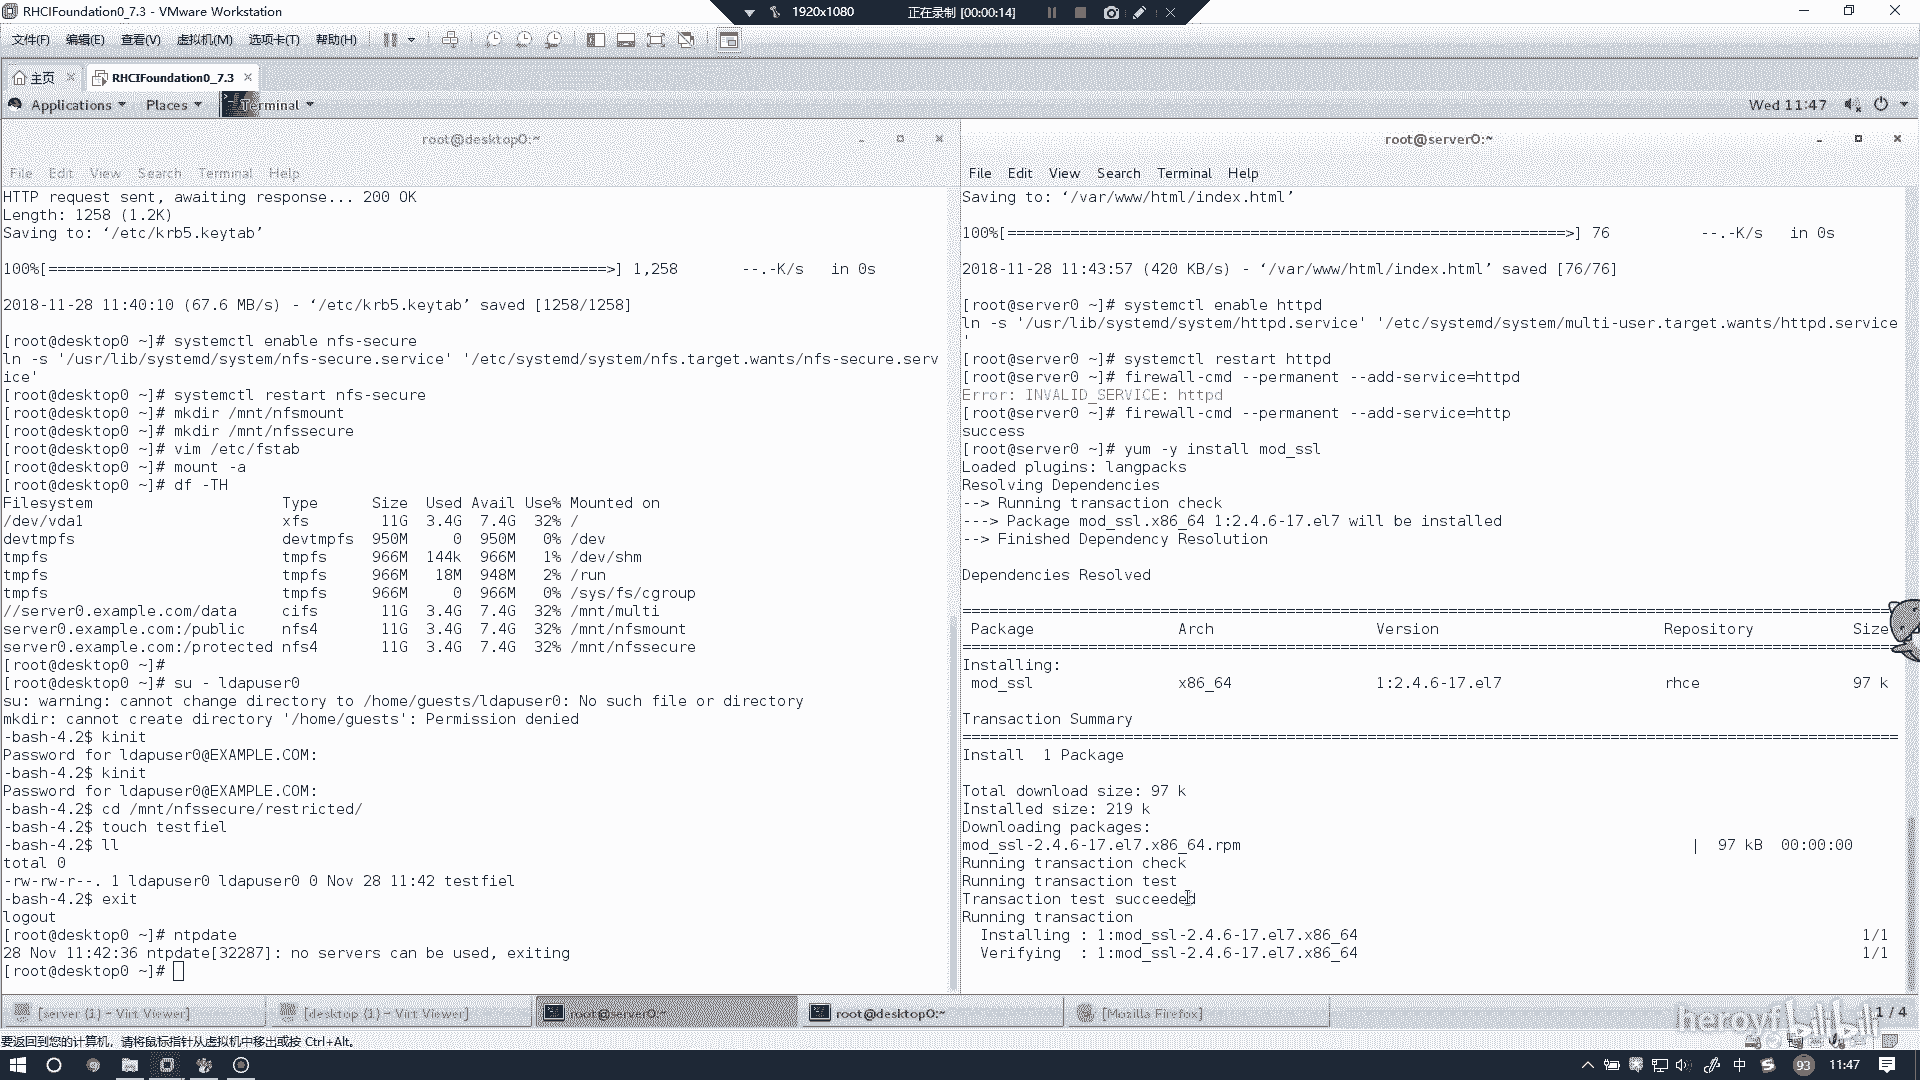 RHCIFoundation0_7.3 - VMware Workstation
1920x1080
正在录制 [00:00:14]
文件(F) 编辑(E) 查看(V) 虚拟机(M) 选项卡(T) 帮助(H)
主页
RHCIFoundation0_7.3
Applications Places Terminal
Wed 11:47
root@desktop0:~
File Edit View Search Terminal Help
HTTP request sent, awaiting response... 200 OK
Length: 1258 (1.2K)
Saving to: ‘/etc/krb5.keytab’
100%[==============================================================>] 1,258 --.-K/s in 0s
2018-11-28 11:40:10 (67.6 MB/s) - ‘/etc/krb5.keytab’ saved [1258/1258]
[root@desktop0 ~]# systemctl enable nfs-secure
ln -s '/usr/lib/systemd/system/nfs-secure.service' '/etc/systemd/system/nfs.target.wants/nfs-secure.serv
ice'
[root@desktop0 ~]# systemctl restart nfs-secure
[root@desktop0 ~]# mkdir /mnt/nfsmount
[root@desktop0 ~]# mkdir /mnt/nfssecure
[root@desktop0 ~]# vim /etc/fstab
[root@desktop0 ~]# mount -a
[root@desktop0 ~]# df -TH
Filesystem Type Size Used Avail Use% Mounted on
/dev/vda1 xfs 11G 3.4G 7.4G 32% /
devtmpfs devtmpfs 950M 0 950M 0% /dev
tmpfs tmpfs 966M 144k 966M 1% /dev/shm
tmpfs tmpfs 966M 18M 948M 2% /run
tmpfs tmpfs 966M 0 966M 0% /sys/fs/cgroup
//server0.example.com/data cifs 11G 3.4G 7.4G 32% /mnt/multi
server0.example.com:/public nfs4 11G 3.4G 7.4G 32% /mnt/nfsmount
server0.example.com:/protected nfs4 11G 3.4G 7.4G 32% /mnt/nfssecure
[root@desktop0 ~]#
[root@desktop0 ~]# su - ldapuser0
su: warning: cannot change directory to /home/guests/ldapuser0: No such file or directory
mkdir: cannot create directory '/home/guests': Permission denied
-bash-4.2$ kinit
Password for ldapuser0@EXAMPLE.COM:
-bash-4.2$ kinit
Password for ldapuser0@EXAMPLE.COM:
-bash-4.2$ cd /mnt/nfssecure/restricted/
-bash-4.2$ touch testfiel
-bash-4.2$ ll
total 0
-rw-rw-r--. 1 ldapuser0 ldapuser0 0 Nov 28 11:42 testfiel
-bash-4.2$ exit
logout
[root@desktop0 ~]# ntpdate
28 Nov 11:42:36 ntpdate[32287]: no servers can be used, exiting
[root@desktop0 ~]#
root@server0:~
File Edit View Search Terminal Help
Saving to: ‘/var/www/html/index.html’
100%[==============================================================>] 76 --.-K/s in 0s
2018-11-28 11:43:57 (420 KB/s) - ‘/var/www/html/index.html’ saved [76/76]
[root@server0 ~]# systemctl enable httpd
ln -s '/usr/lib/systemd/system/httpd.service' '/etc/systemd/system/multi-user.target.wants/httpd.service
'
[root@server0 ~]# systemctl restart httpd
[root@server0 ~]# firewall-cmd --permanent --add-service=httpd
Error: INVALID_SERVICE: httpd
[root@server0 ~]# firewall-cmd --permanent --add-service=http
success
[root@server0 ~]# yum -y install mod_ssl
Loaded plugins: langpacks
Resolving Dependencies
--> Running transaction check
---> Package mod_ssl.x86_64 1:2.4.6-17.el7 will be installed
--> Finished Dependency Resolution
Dependencies Resolved
Package Arch Version Repository Size
Installing:
mod_ssl x86_64 1:2.4.6-17.el7 rhce 97 k
Transaction Summary
Install 1 Package
Total download size: 97 k
Installed size: 219 k
Downloading packages:
mod_ssl-2.4.6-17.el7.x86_64.rpm | 97 kB 00:00:00
Running transaction check
Running transaction test
Transaction test succeeded
Running transaction
Installing : 1:mod_ssl-2.4.6-17.el7.x86_64 1/1
Verifying : 1:mod_ssl-2.4.6-17.el7.x86_64 1/1
[server (1) - Virt Viewer] [desktop (1) - Virt Viewer] root@server0:~ root@desktop0:~ [Mozilla Firefox] 1 / 4
bilibili
要返回到您的计算机，请将鼠标指针从虚拟机中移出或按 Ctrl+Alt。
中 93 11:47